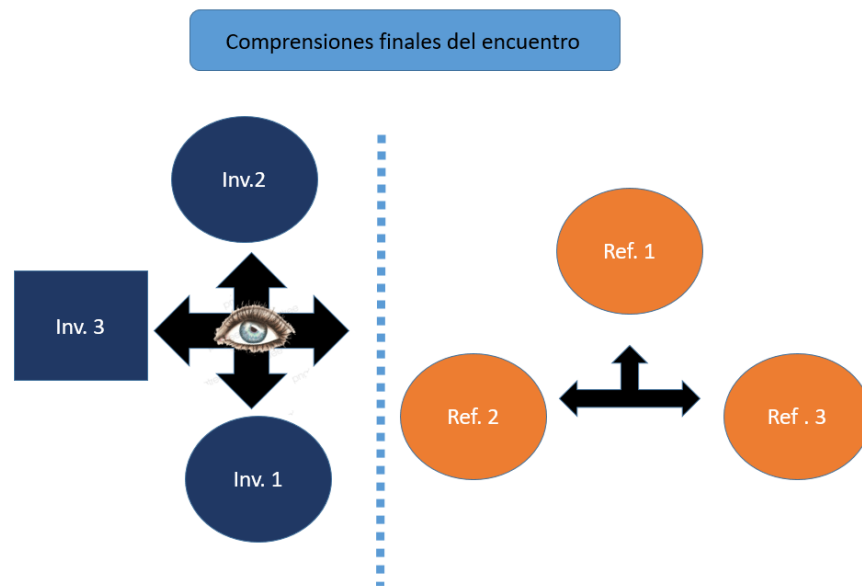 Comprensiones finales del encuentro
Inv.2
Inv. 3
Inv. 1
Ref. 1
Ref. 2
Ref . 3